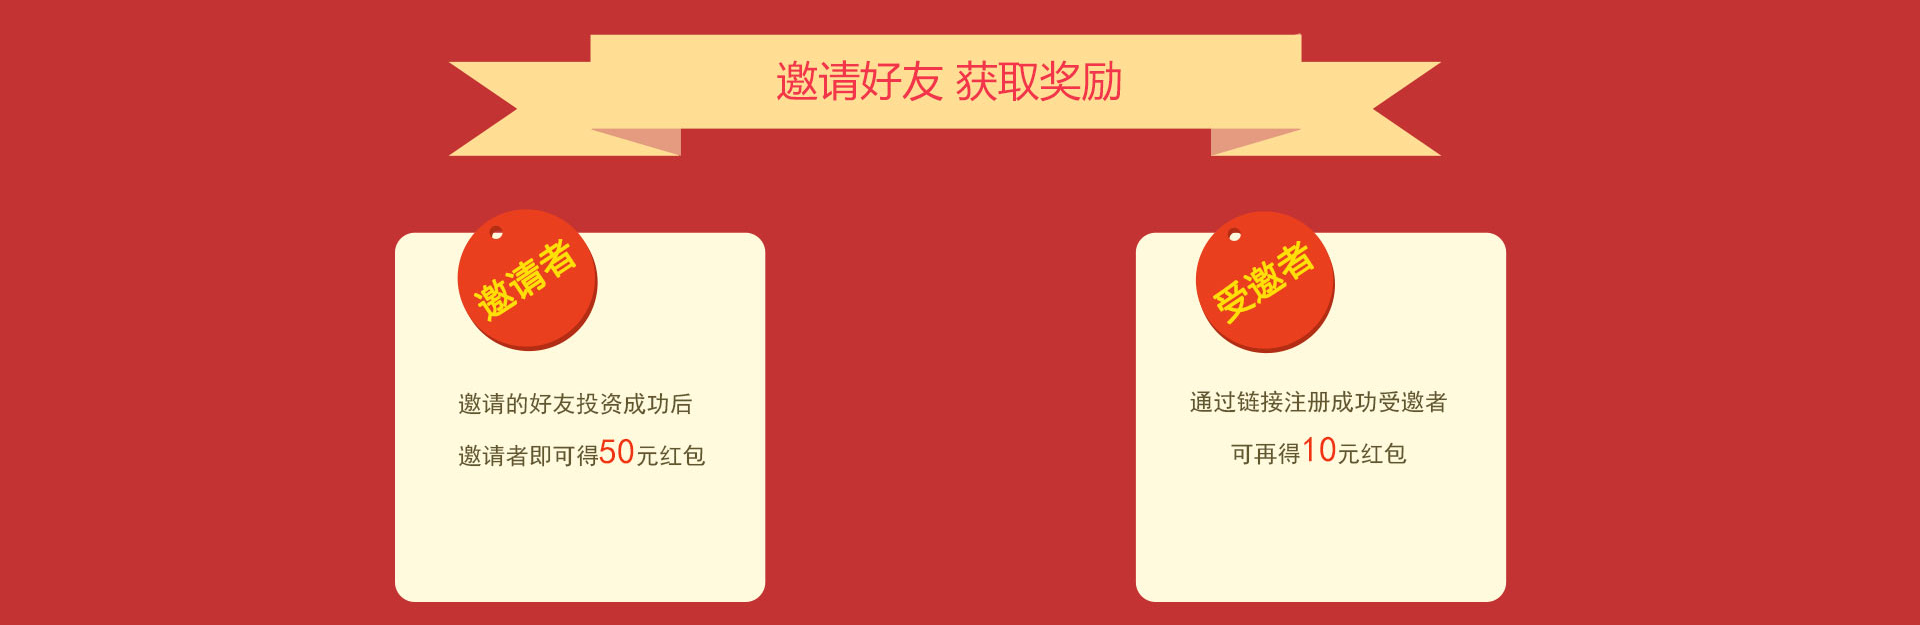 邀请好友 获取奖励
邀请者
邀请的好友投资成功后
邀请者即可得50元红包
受邀者
通过链接注册成功受邀者
可再得10元红包